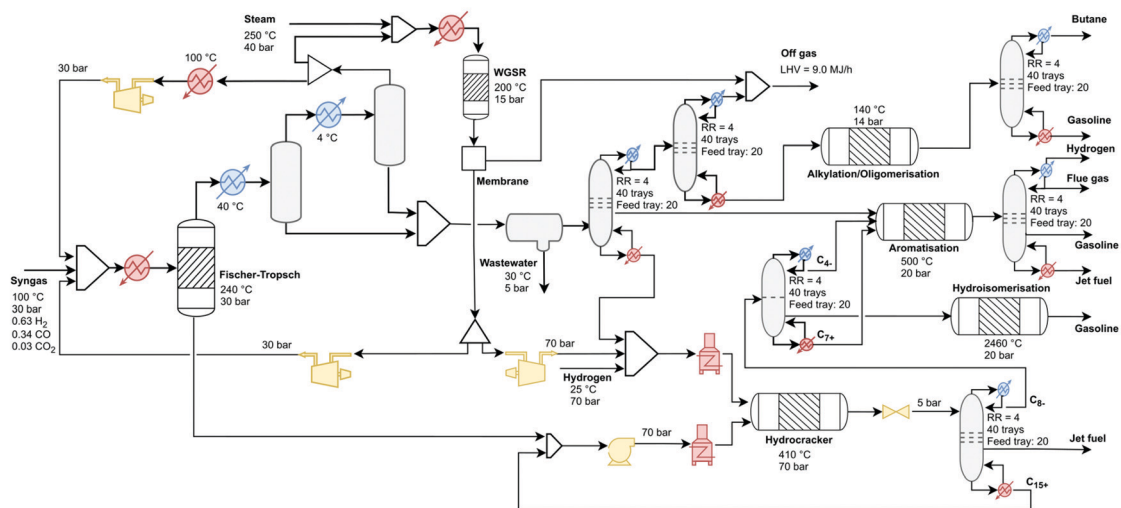 Steam
250 °C
40 bar
30 bar
100 °C
WGSR
200 °C
15 bar
Off gas
LHV = 9.0 MJ/h
Butane
RR = 4
40 trays
Feed tray: 20
Gasoline
4 °C
40 °C
Membrane
RR = 4
40 trays
Feed tray: 20
140 °C
14 bar
Alkylation/Oligomerisation
RR = 4
40 trays
Feed tray: 20
Hydrogen
Flue gas
RR = 4
40 trays
Feed tray: 20
Gasoline
Jet fuel
Aromatisation
500 °C
20 bar
Syngas
100 °C
30 bar
0.63 H2
0.34 CO
0.03 CO2
Fischer-Tropsch
240 °C
30 bar
Wastewater
30 °C
5 bar
C4-
RR = 4
40 trays
Feed tray: 20
C7+
Hydroisomerisation
2460 °C
20 bar
Gasoline
30 bar
70 bar
Hydrogen
25 °C
70 bar
70 bar
Hydrocracker
410 °C
70 bar
5 bar
C8-
RR = 4
40 trays
Feed tray: 20
Jet fuel
C15+